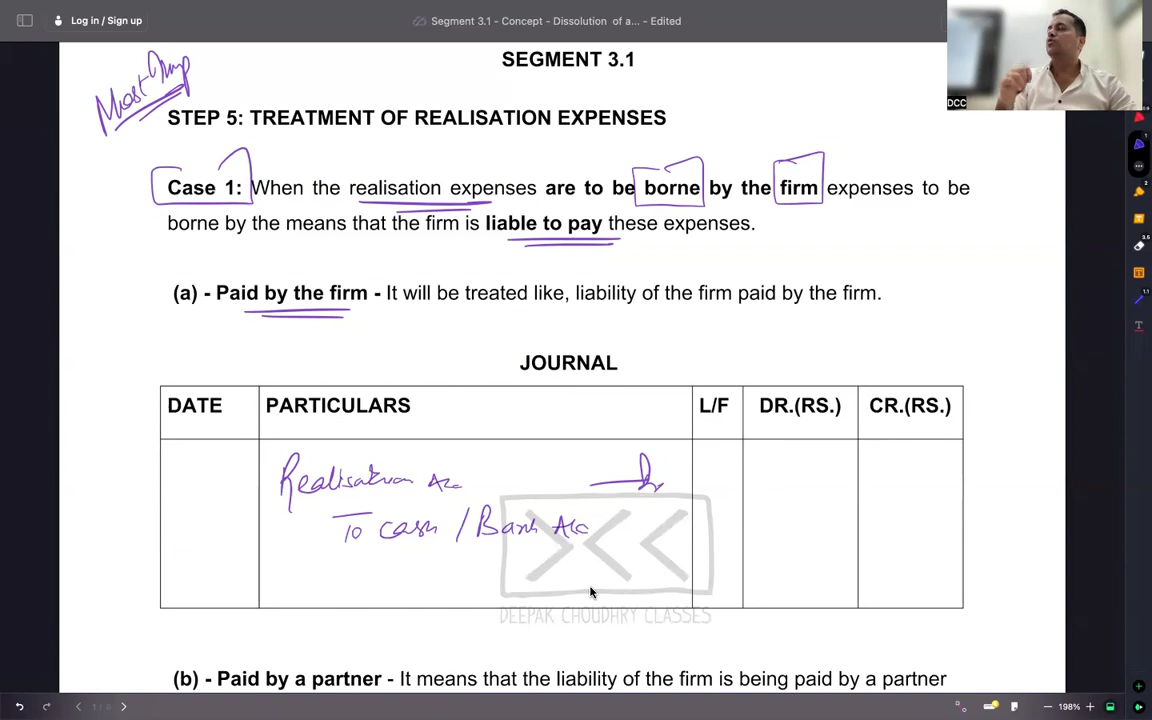 Log in / Sign up
Segment 3.1 - Concept - Dissolution of a... - Edited
DCC
SEGMENT 3.1
Most Imp
STEP 5: TREATMENT OF REALISATION EXPENSES
Case 1: When the realisation expenses are to be borne by the firm expenses to be
borne by the means that the firm is liable to pay these expenses.
(a) - Paid by the firm - It will be treated like, liability of the firm paid by the firm.
JOURNAL
DATE PARTICULARS L/F DR.(RS.) CR.(RS.)
Realisation A/c Dr
To cash / Bank A/c
DEEPAK CHOUDHRY CLASSES
(b) - Paid by a partner - It means that the liability of the firm is being paid by a partner
198%